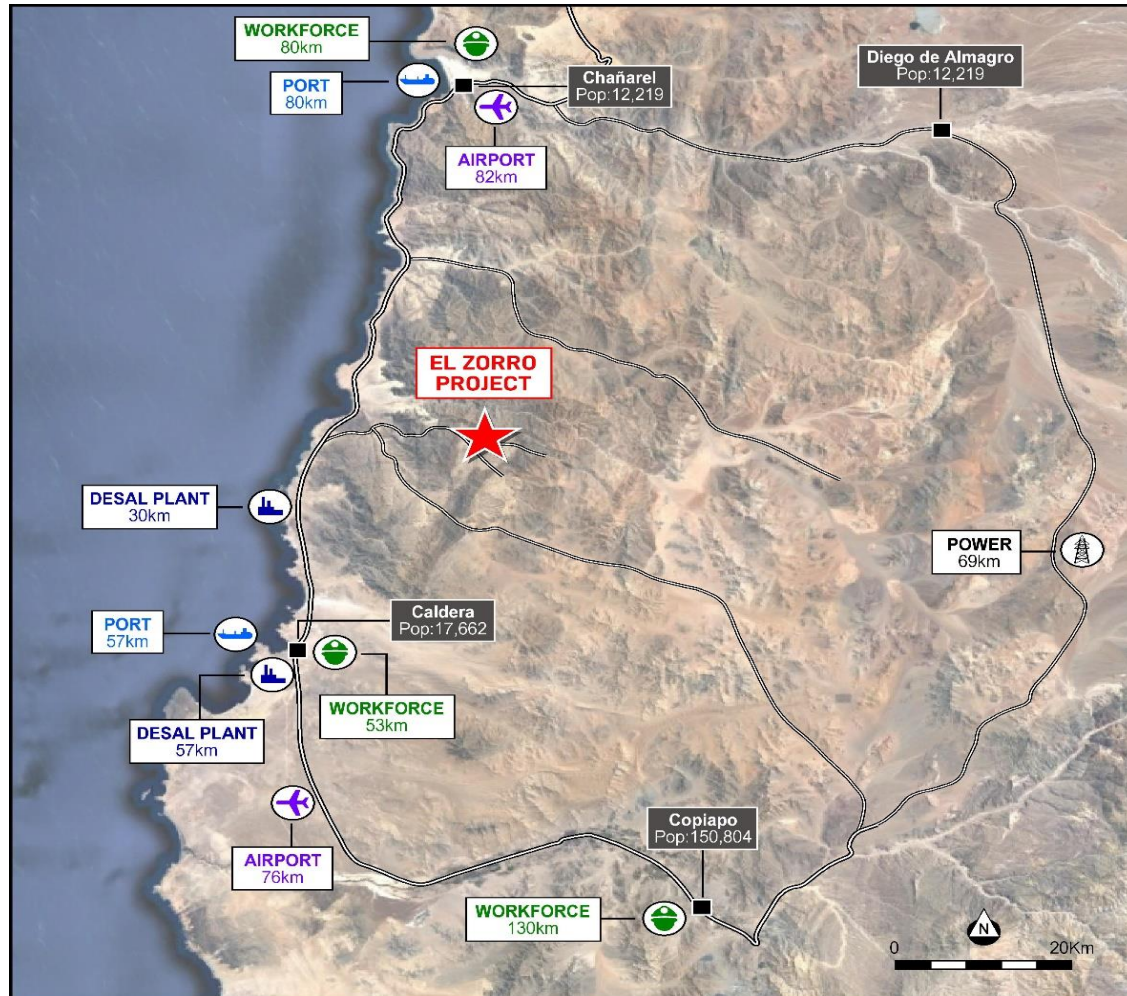 WORKFORCE
80km
PORT
80km
Chañarel
Pop:12,219
Diego de Almagro
Pop:12,219
AIRPORT
82km
EL ZORRO
PROJECT
DESAL PLANT
30km
POWER
69km
PORT
57km
Caldera
Pop:17,662
DESAL PLANT
57km
WORKFORCE
53km
AIRPORT
76km
Copiapo
Pop:150,804
WORKFORCE
130km
N
0 20Km